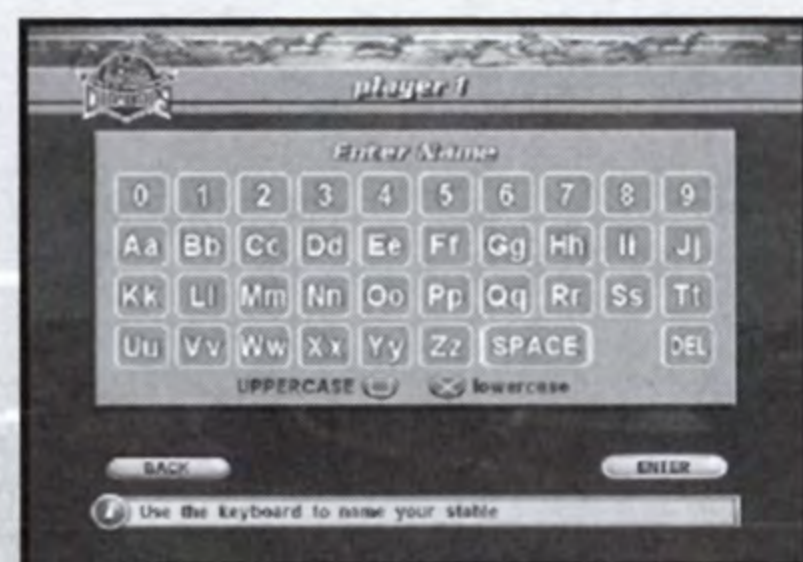 player 1
Enter Name
0 1 2 3 4 5 6 7 8 9
Aa Bb Cc Dd Ee Ff Gg Hh Ii Jj
Kk Ll Mm Nn Oo Pp Qq Rr Ss Tt
Uu Vv Ww Xx Yy Zz SPACE DEL
UPPERCASE lowercase
BACK ENTER
Use the keyboard to name your stable